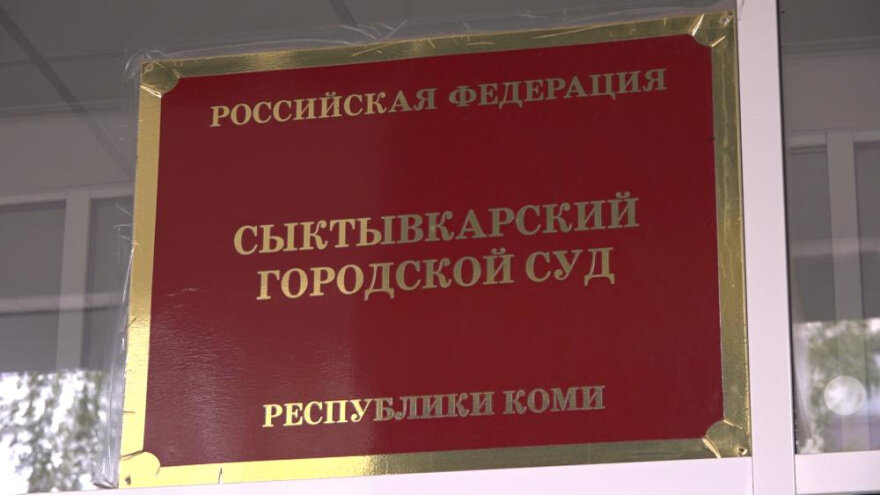 РОССИЙСКАЯ ФЕДЕРАЦИЯ
СЫКТЫВКАРСКИЙ
ГОРОДСКОЙ СУД
РЕСПУБЛИКИ КОМИ